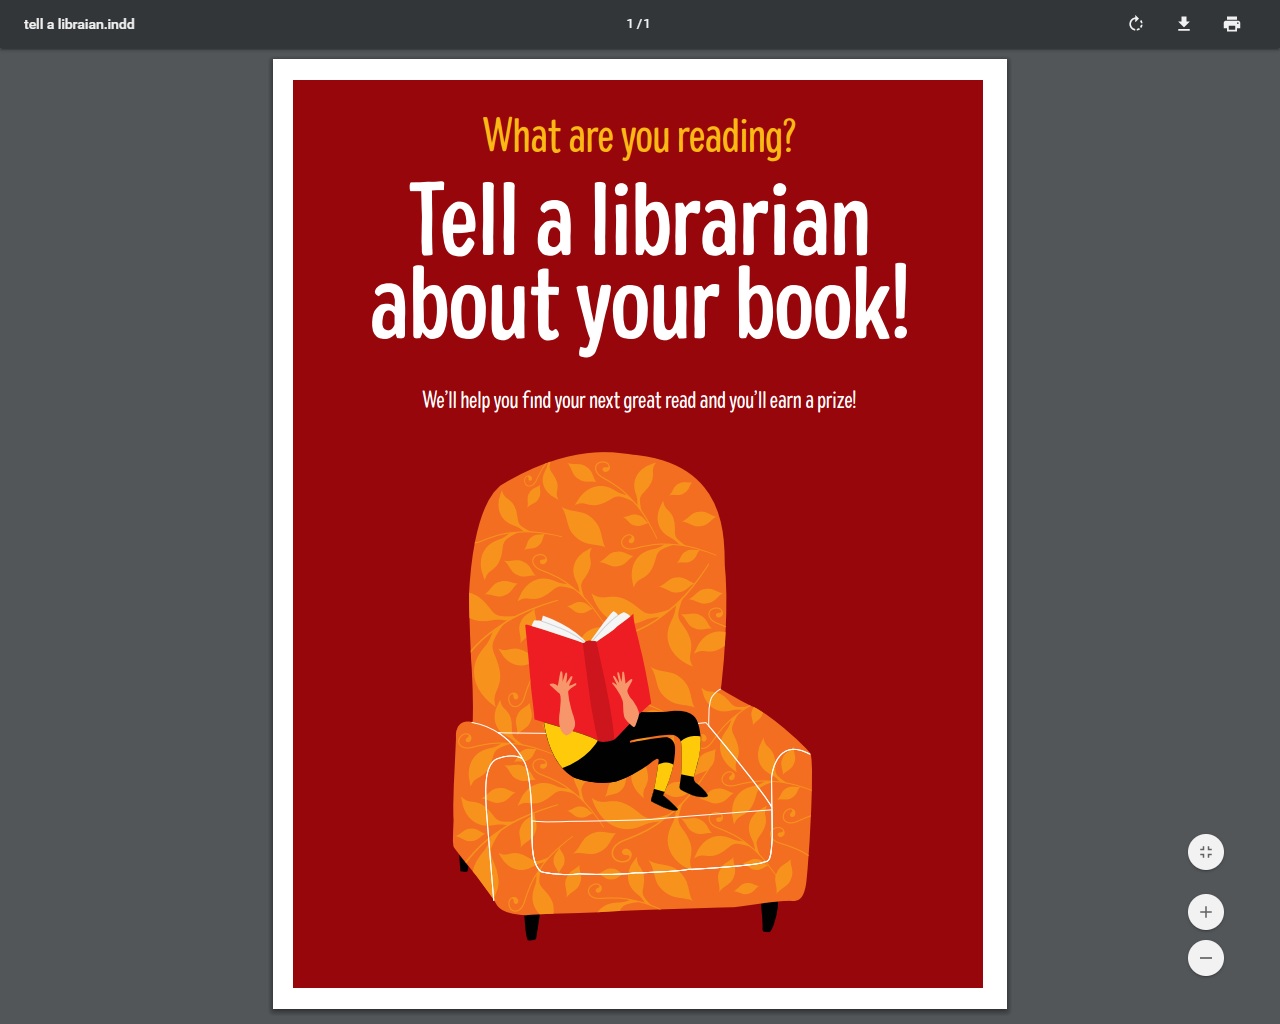 tell a libraian.indd
1 / 1
What are you reading?
Tell a librarian
about your book!
We'll help you find your next great read and you'll earn a prize!